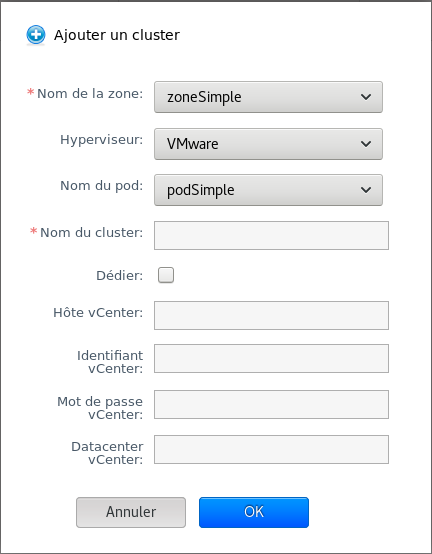 Ajouter un cluster
*Nom de la zone: zoneSimple
Hyperviseur: VMware
Nom du pod: podSimple
*Nom du cluster:
Dédier:
Hôte vCenter:
Identifiant
vCenter:
Mot de passe
vCenter:
Datacenter
vCenter:
Annuler OK